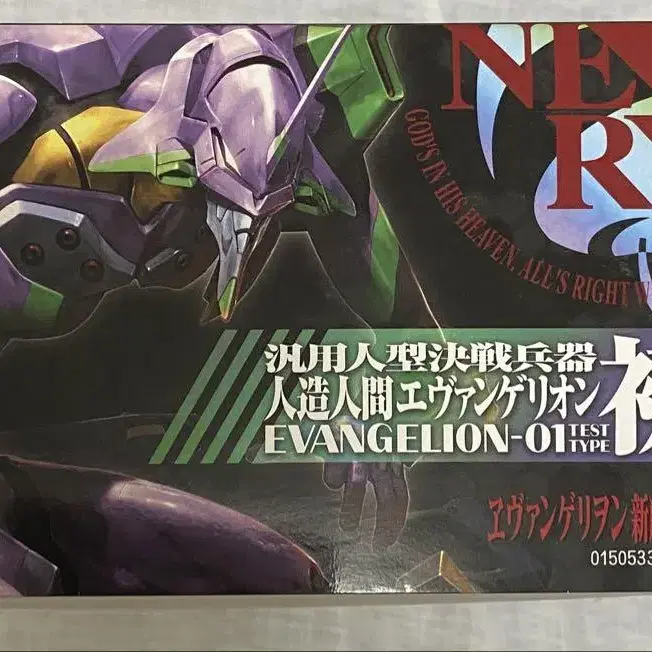 NE
R
GOD'S IN HIS HEAVEN. ALL'S RIGHT W
汎用人型決戦兵器
人造人間エヴァンゲリオン
EVANGELION-01 TEST TYPE
初
ヱヴァンゲリヲン新
0150533